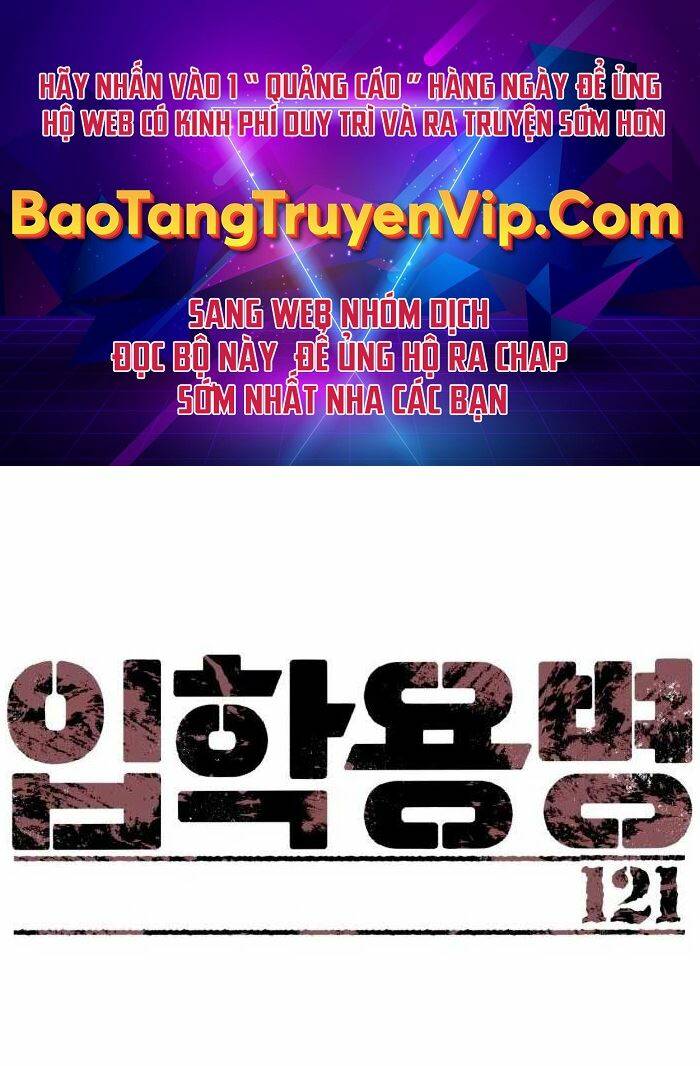 HÃY NHẤN VÀO 1 “ QUẢNG CÁO ” HÀNG NGÀY ĐỂ ỦNG
HỘ WEB CÓ KINH PHÍ DUY TRÌ VÀ RA TRUYỆN SỚM HƠN
BaoTangTruyenVip.Com
SANG WEB NHÓM DỊCH
ĐỌC BỘ NÀY ĐỂ ỦNG HỘ RA CHAP
SỚM NHẤT NHA CÁC BẠN
입학용병
121